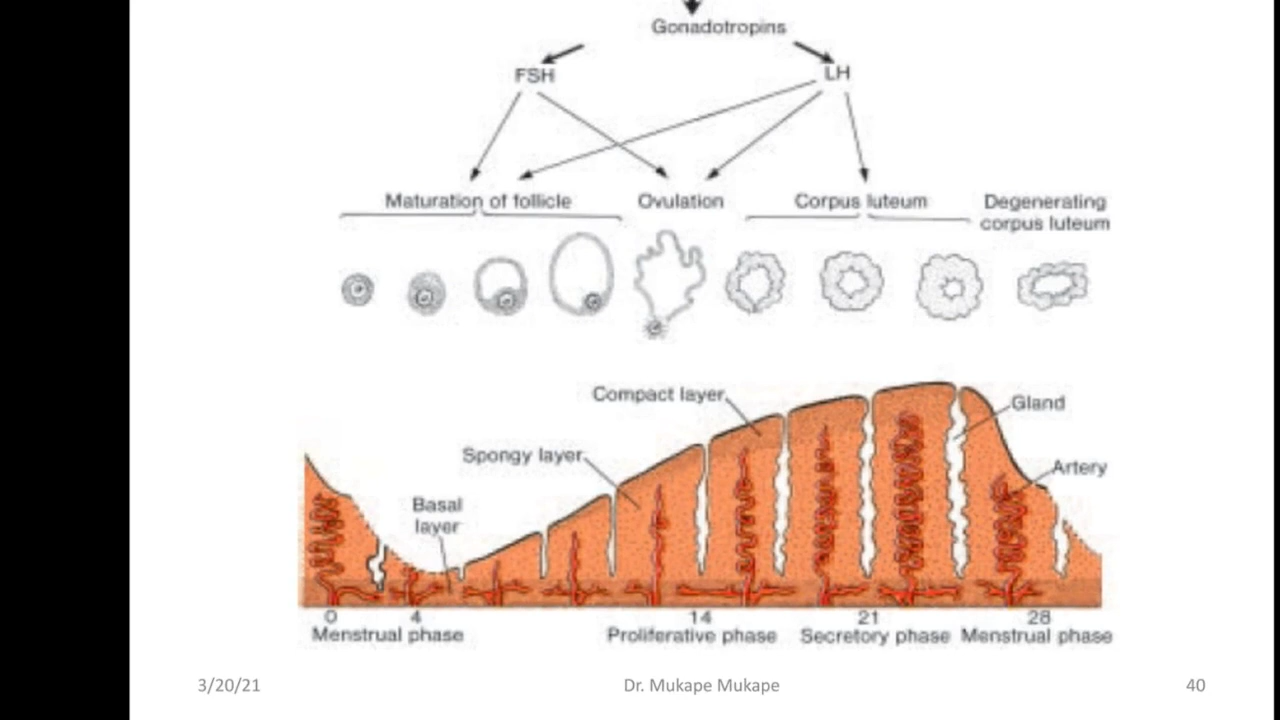 Gonadotropins
FSH
LH
Maturation of follicle
Ovulation
Corpus luteum
Degenerating
corpus luteum
Compact layer
Gland
Spongy layer
Artery
Basal
layer
0
4
14
21
28
Menstrual phase
Proliferative phase
Secretory phase
Menstrual phase
3/20/21
Dr. Mukape Mukape
40